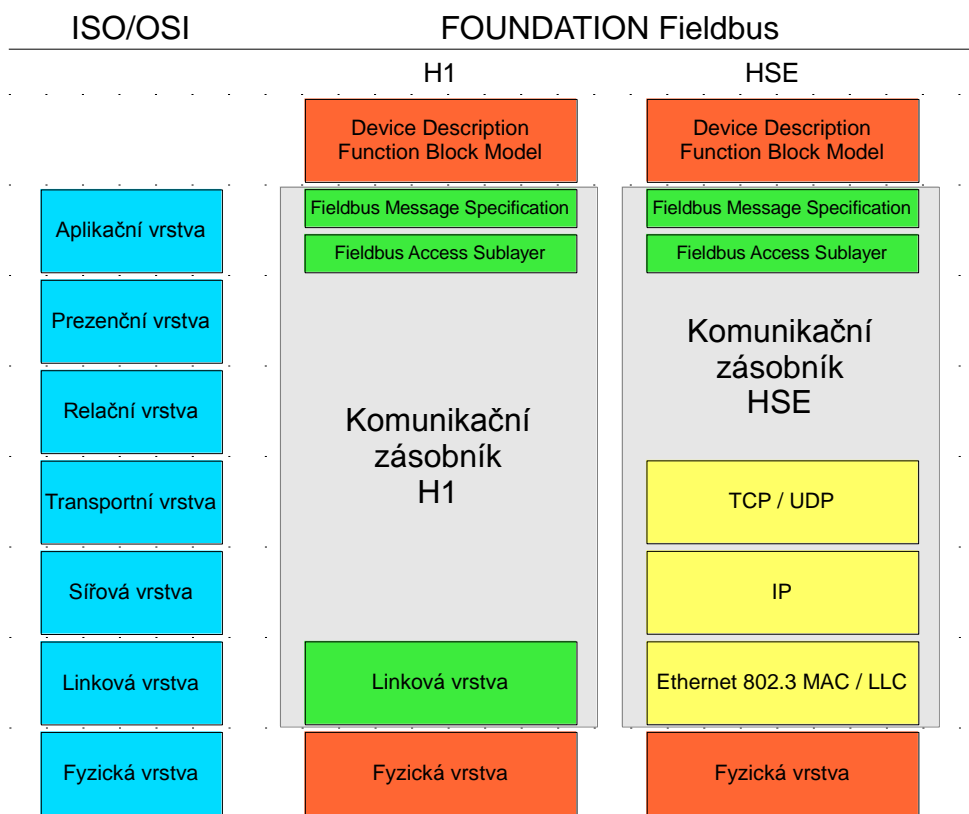 ISO/OSI
FOUNDATION Fieldbus
H1
HSE
Device Description
Function Block Model
Device Description
Function Block Model
Aplikační vrstva
Fieldbus Message Specification
Fieldbus Access Sublayer
Fieldbus Message Specification
Fieldbus Access Sublayer
Prezenční vrstva
Relační vrstva
Transportní vrstva
Sířová vrstva
Linková vrstva
Fyzická vrstva
Komunikační
zásobník
H1
Linková vrstva
Fyzická vrstva
Komunikační
zásobník
HSE
TCP / UDP
IP
Ethernet 802.3 MAC / LLC
Fyzická vrstva